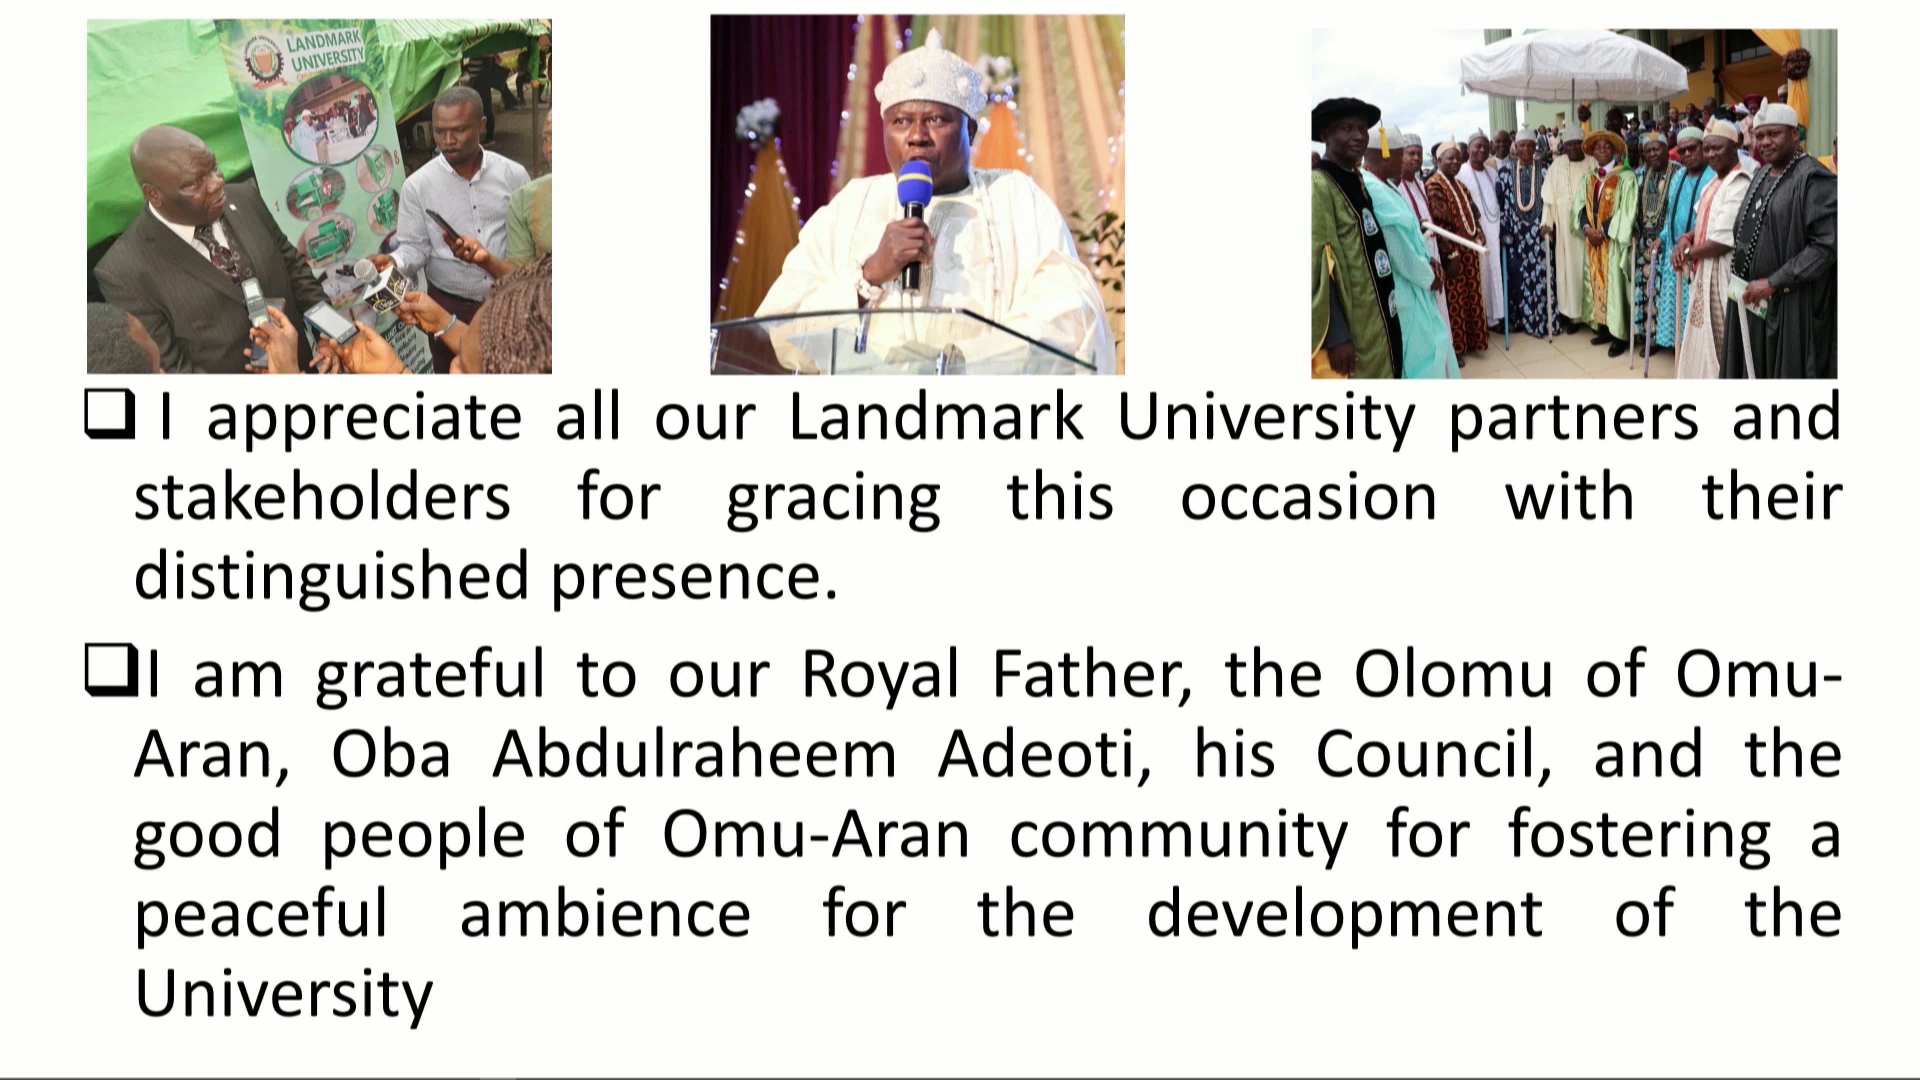 LANDMARK
UNIVERSITY
❑ I appreciate all our Landmark University partners and
stakeholders for gracing this occasion with their
distinguished presence.
❑I am grateful to our Royal Father, the Olomu of Omu-
Aran, Oba Abdulraheem Adeoti, his Council, and the
good people of Omu-Aran community for fostering a
peaceful ambience for the development of the
University